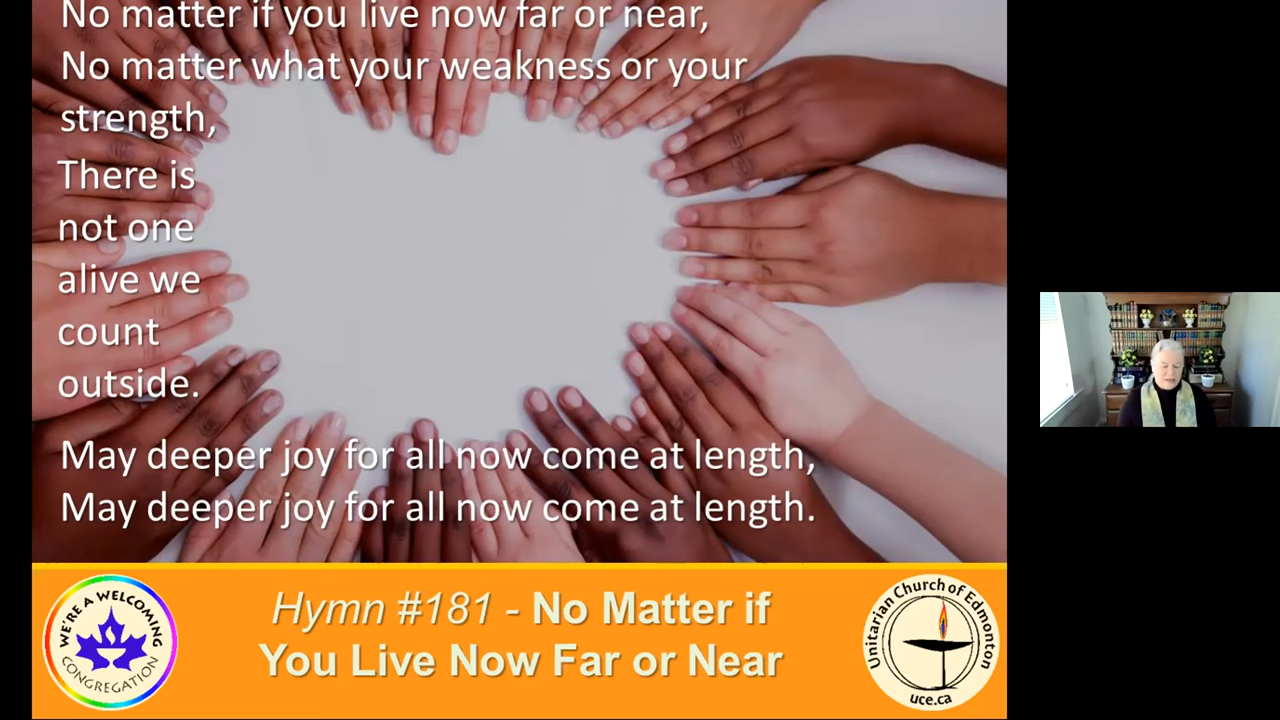 No matter if you live now far or near,
No matter what your weakness or your
strength,
There is
not one
alive we
count
outside.
May deeper joy for all now come at length,
May deeper joy for all now come at length.
WE'RE A WELCOMING
CONGREGATION
Hymn #181 - No Matter if
You Live Now Far or Near
Unitarian Church of Edmonton
uce.ca